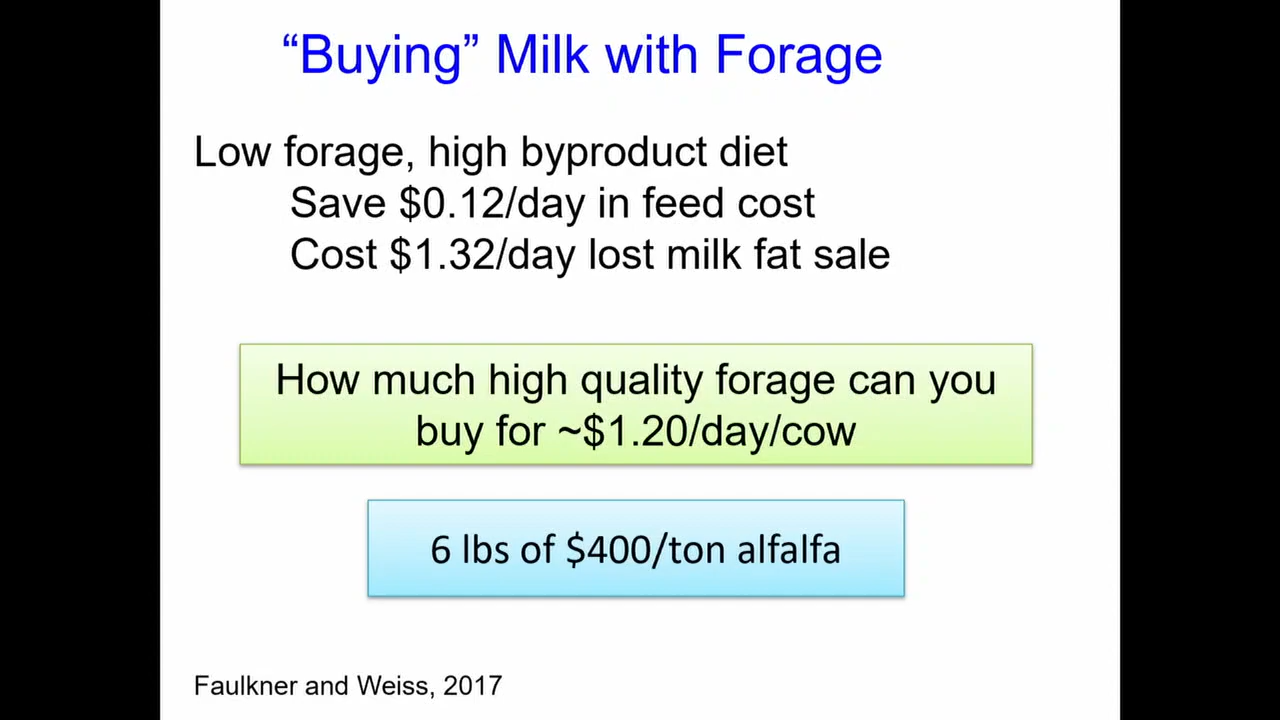 “Buying” Milk with Forage
Low forage, high byproduct diet
Save $0.12/day in feed cost
Cost $1.32/day lost milk fat sale
How much high quality forage can you
buy for ~$1.20/day/cow
6 lbs of $400/ton alfalfa
Faulkner and Weiss, 2017